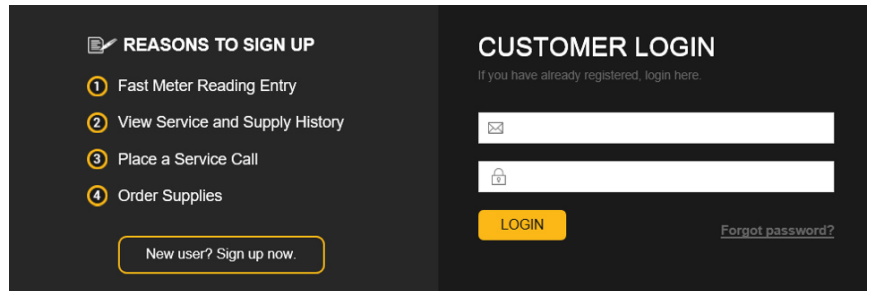 REASONS TO SIGN UP
1 Fast Meter Reading Entry
2 View Service and Supply History
3 Place a Service Call
4 Order Supplies
New user? Sign up now.
CUSTOMER LOGIN
If you have already registered, login here.
LOGIN
Forgot password?